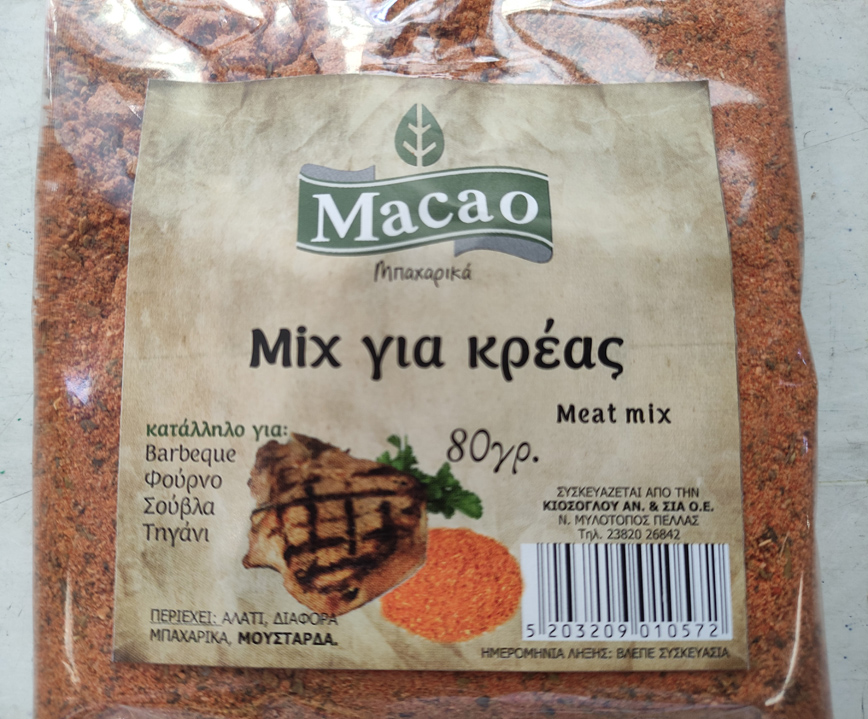 Macao
Μπαχαρικά
Mix για κρέας
Meat mix
80γρ.
κατάλληλο για:
Barbeque
Φούρνο
Σούβλα
Τηγάνι
ΣΥΣΚΕΥΑΖΕΤΑΙ ΑΠΟ ΤΗΝ
ΚΙΟΣΟΓΛΟΥ ΑΝ. & ΣΙΑ Ο.Ε.
Ν. ΜΥΛΟΤΟΠΟΣ ΠΕΛΛΑΣ
Τηλ. 23820 26842
ΠΕΡΙΕΧΕΙ: ΑΛΑΤΙ, ΔΙΑΦΟΡΑ
ΜΠΑΧΑΡΙΚΑ, ΜΟΥΣΤΑΡΔΑ.
5 203209 010572
ΗΜΕΡΟΜΗΝΙΑ ΛΗΞΗΣ: ΒΛΕΠΕ ΣΥΣΚΕΥΑΣΙΑ